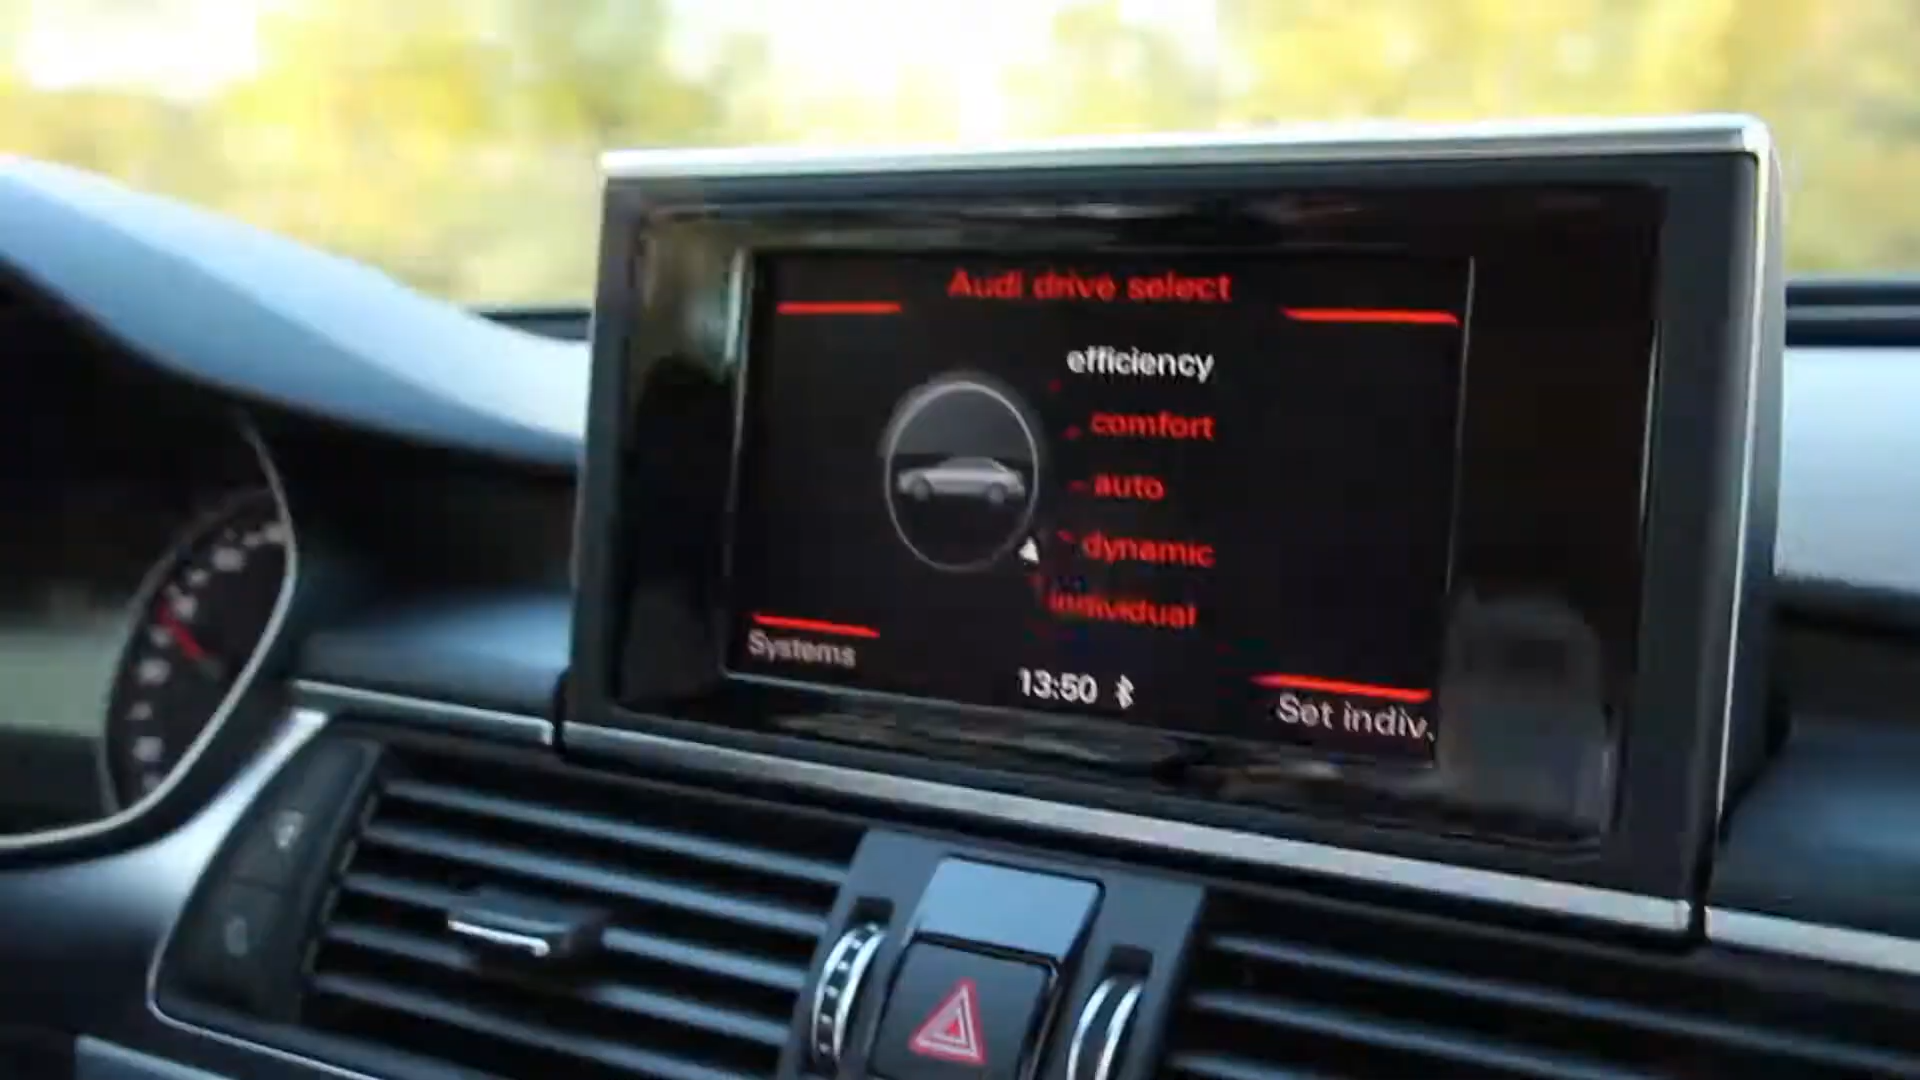 Audi drive select
efficiency
comfort
auto
dynamic
individual
Systems
13:50
Set indiv.